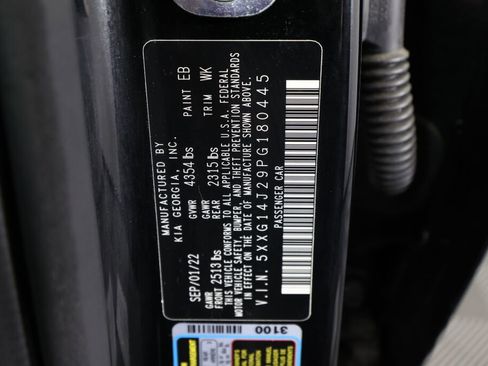 MANUFACTURED BY
KIA GEORGIA, INC.
PAINT EB
SEP/01/22 GVWR 4354 lbs TRIM WK
GAWR FRONT 2513 lbs GAWR REAR 2315 lbs
THIS VEHICLE CONFORMS TO ALL APPLICABLE U.S.A. FEDERAL
MOTOR VEHICLE SAFETY, BUMPER, AND THEFT PREVENTION STANDARDS
IN EFFECT ON THE DATE OF MANUFACTURE SHOWN ABOVE.
V.I.N. 5XXG14J29PG180445
PASSENGER CAR
3100